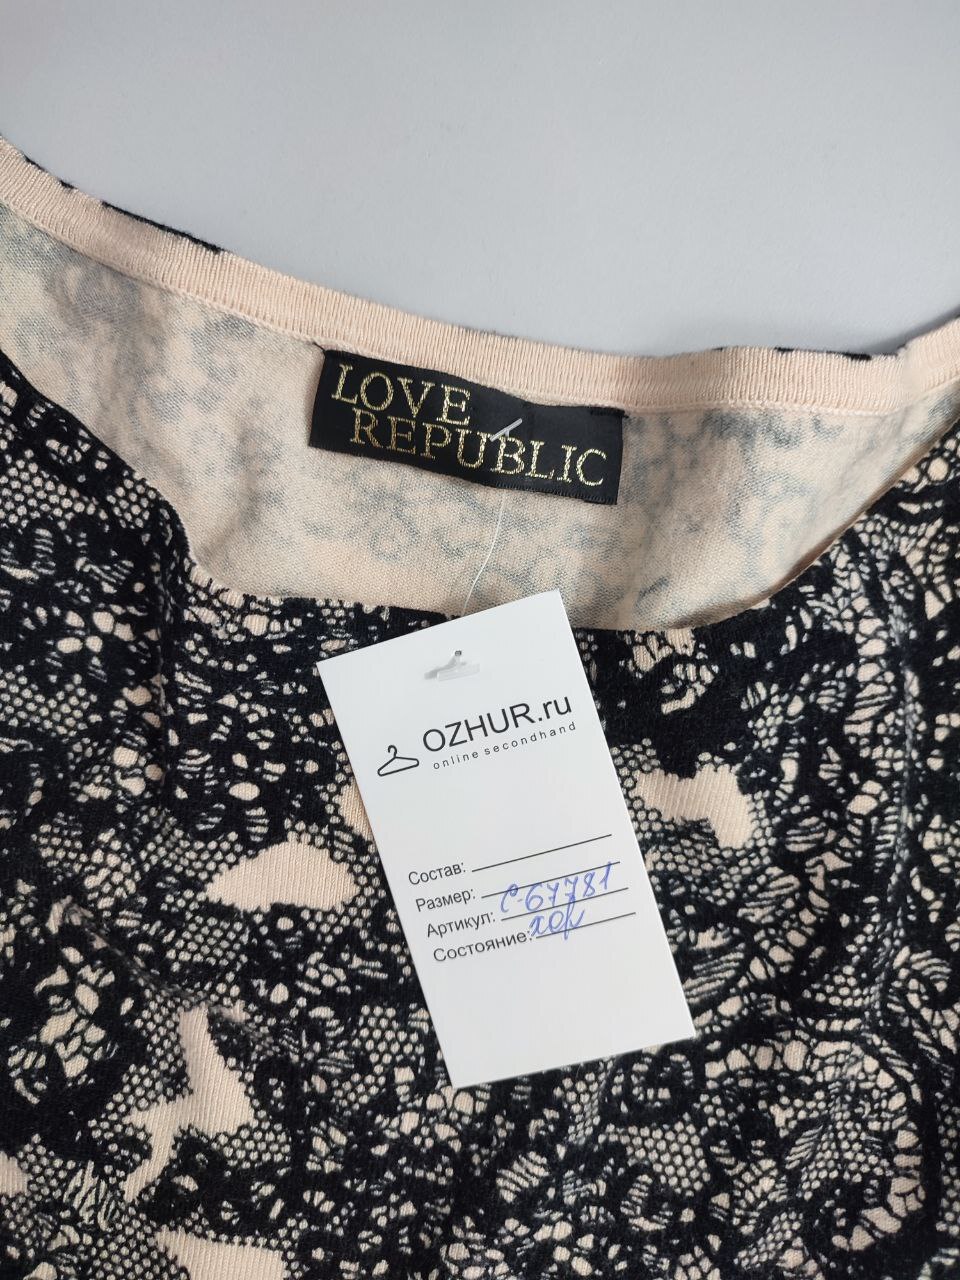 LOVE
REPUBLIC
OZHUR.ru
online secondhand
Состав:
Размер:
Артикул: С-67781
Состояние: хор